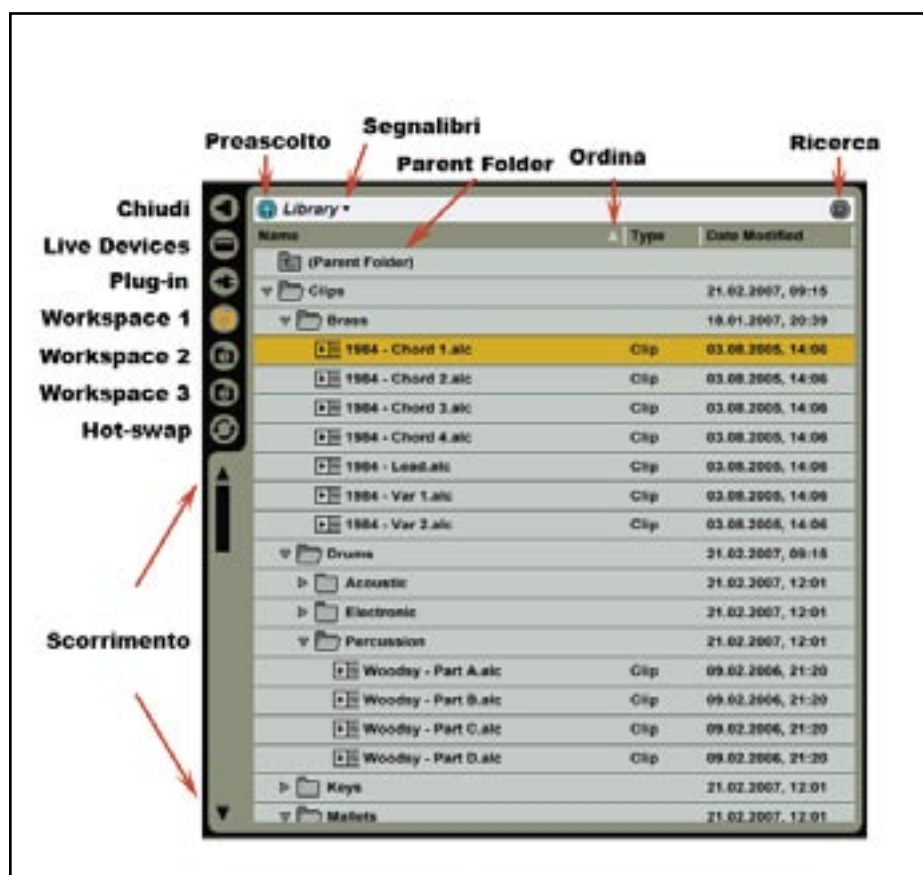 Preascolto
Segnalibri
Parent Folder
Ordina
Ricerca
Chiudi
Live Devices
Plug-in
Workspace 1
Workspace 2
Workspace 3
Hot-swap
Scorrimento
Library
Name Type Date Modified
(Parent Folder)
Clips 21.02.2007, 09:15
Brass 18.01.2007, 20:39
1984 - Chord 1.alc Clip 03.08.2005, 14:06
1984 - Chord 2.alc Clip 03.08.2005, 14:06
1984 - Chord 3.alc Clip 03.08.2005, 14:06
1984 - Chord 4.alc Clip 03.08.2005, 14:06
1984 - Lead.alc Clip 03.08.2005, 14:06
1984 - Var 1.alc Clip 03.08.2005, 14:06
1984 - Var 2.alc Clip 03.08.2005, 14:06
Drums 21.02.2007, 09:15
Acoustic 21.02.2007, 12:01
Electronic 21.02.2007, 12:01
Percussion 21.02.2007, 12:01
Woodsy - Part A.alc Clip 09.02.2006, 21:20
Woodsy - Part B.alc Clip 09.02.2006, 21:20
Woodsy - Part C.alc Clip 09.02.2006, 21:20
Woodsy - Part D.alc Clip 09.02.2006, 21:20
Keys 21.02.2007, 12:01
Mallets 21.02.2007, 12:01